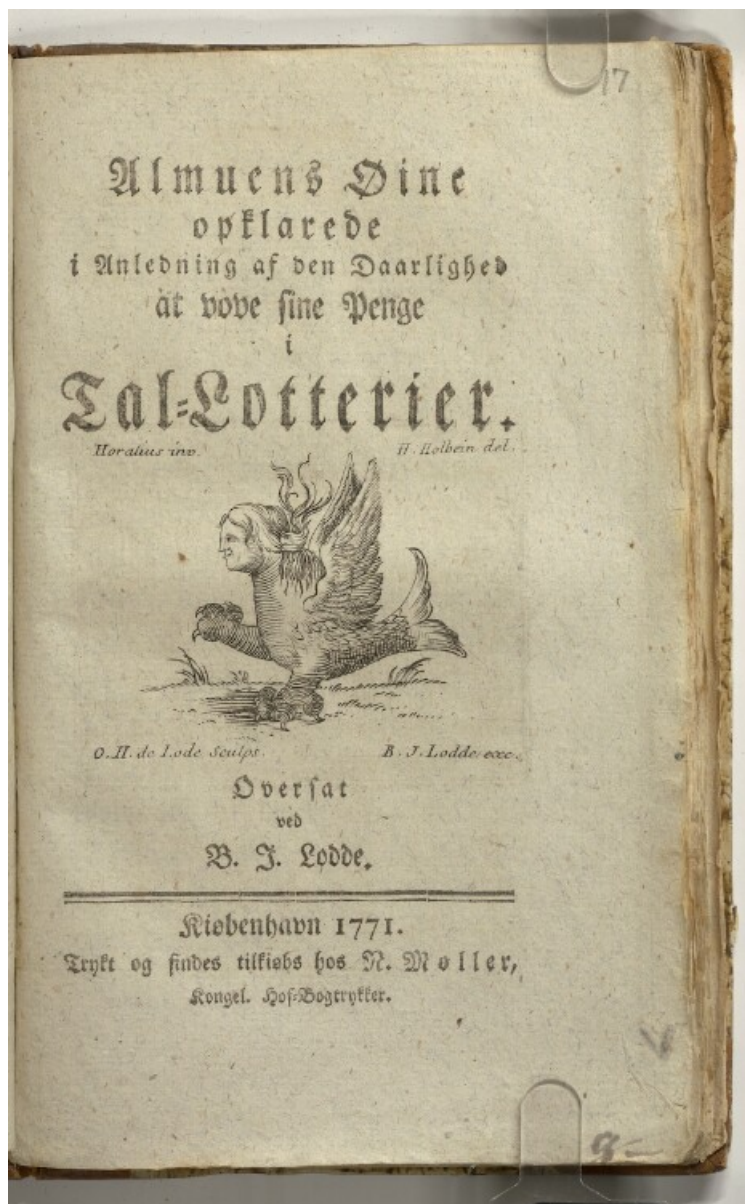 17
Almuens Øine
opklarede
i Anledning af den Daarlighed
at vove sine Penge
i
Tal-Lotterier.
Horatius inv. H. Holbein del.
O. H. de Lode Sculps. B. J. Lodde exc.
Oversat
ved
B. J. Lodde.
Kiøbenhavn 1771.
Trykt og findes tilkiøbs hos N. Møller,
Kongel. Hof-Bogtrykker.